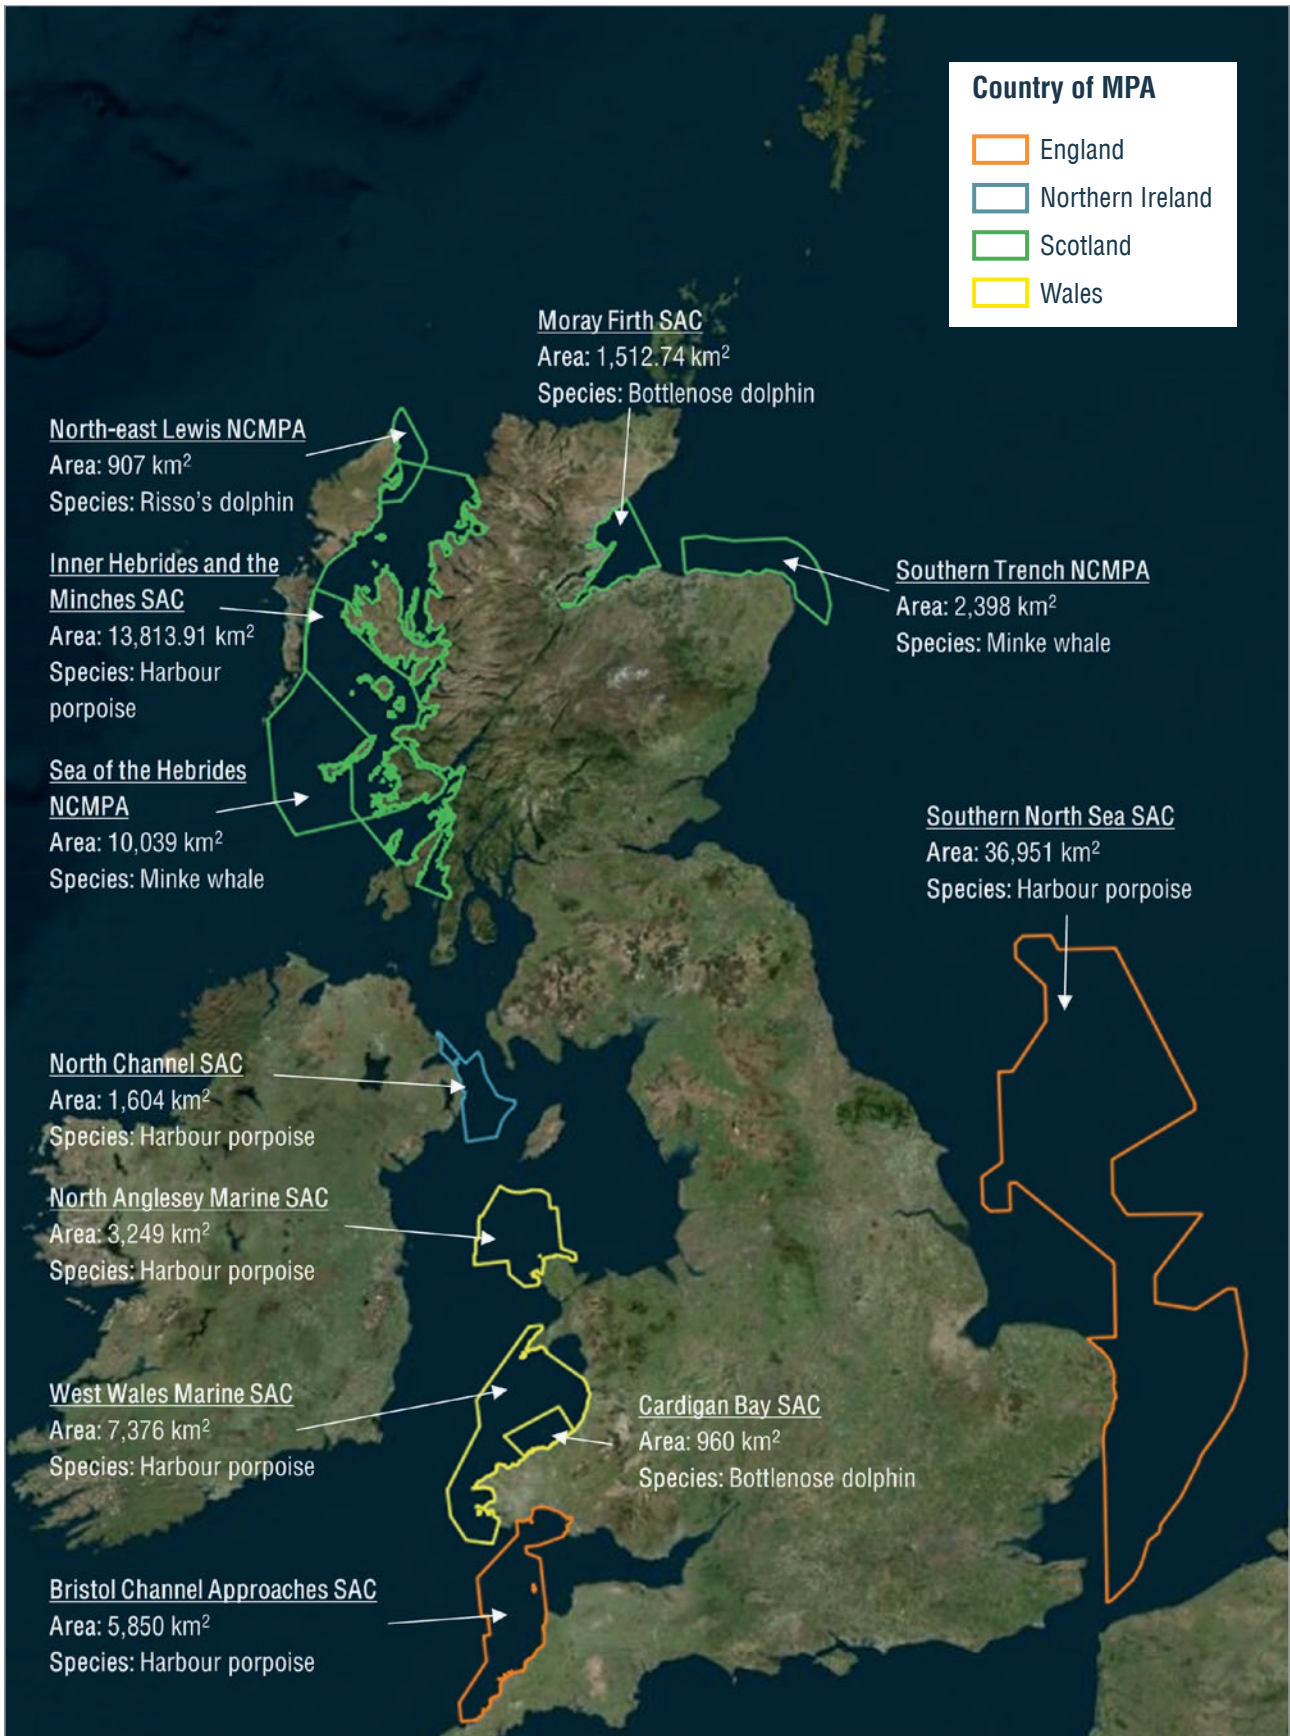 Country of MPA
England
Northern Ireland
Scotland
Wales
Moray Firth SAC
Area: 1,512.74 km²
Species: Bottlenose dolphin
North-east Lewis NCMPA
Area: 907 km²
Species: Risso's dolphin
Inner Hebrides and the
Minches SAC
Area: 13,813.91 km²
Species: Harbour
porpoise
Southern Trench NCMPA
Area: 2,398 km²
Species: Minke whale
Sea of the Hebrides
NCMPA
Area: 10,039 km²
Species: Minke whale
Southern North Sea SAC
Area: 36,951 km²
Species: Harbour porpoise
North Channel SAC
Area: 1,604 km²
Species: Harbour porpoise
North Anglesey Marine SAC
Area: 3,249 km²
Species: Harbour porpoise
West Wales Marine SAC
Area: 7,376 km²
Species: Harbour porpoise
Cardigan Bay SAC
Area: 960 km²
Species: Bottlenose dolphin
Bristol Channel Approaches SAC
Area: 5,850 km²
Species: Harbour porpoise